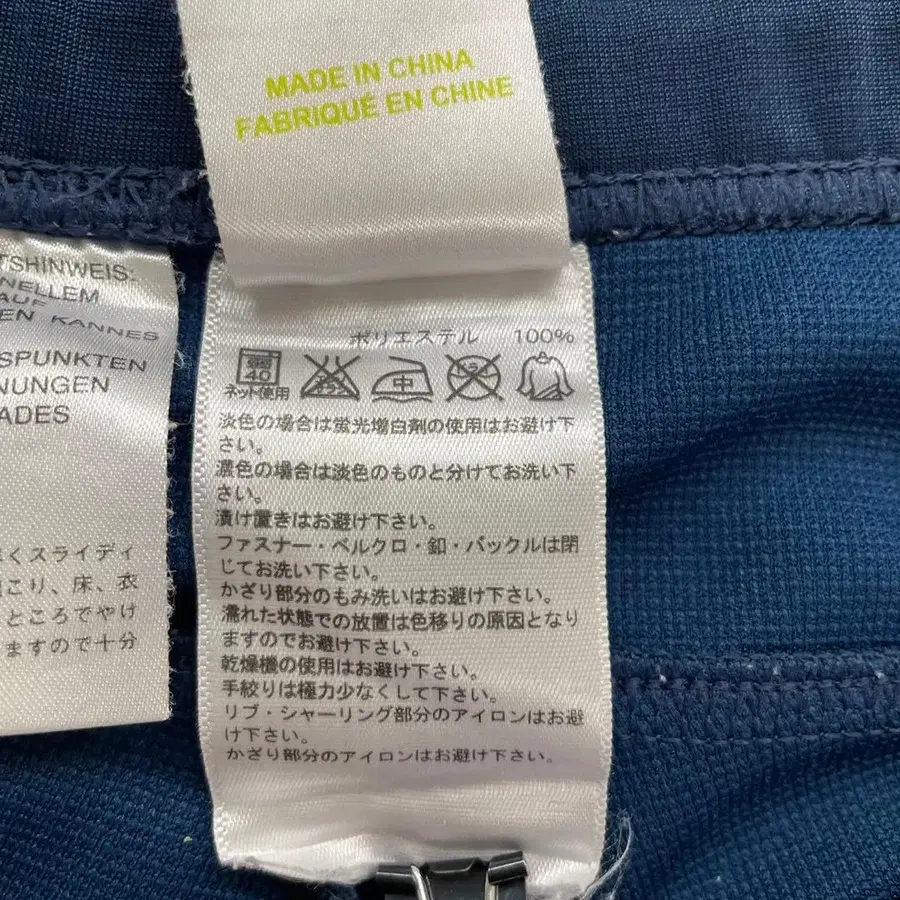 MADE IN CHINA
FABRIQUÉ EN CHINE
TSHINWEIS:
NELLEM
AUF
EN KANNES
SPUNKTEN
NUNGEN
ADES
くスライディ
こり、床、衣
ところでやけ
ますので十分
ポリエステル 100%
40 中
ネット使用
淡色の場合は蛍光増白剤の使用はお避け下
さい。
濃色の場合は淡色のものと分けてお洗い下
さい。
漬け置きはお避け下さい。
ファスナー・ベルクロ・釦・バックルは閉
じてお洗い下さい。
かざり部分のもみ洗いはお避け下さい。
濡れた状態での放置は色移りの原因となり
ますのでお避け下さい。
乾燥機の使用はお避け下さい。
手絞りは極力少なくして下さい。
リブ・シャーリング部分のアイロンはお避
け下さい。
かざり部分のアイロンはお避け下さい。